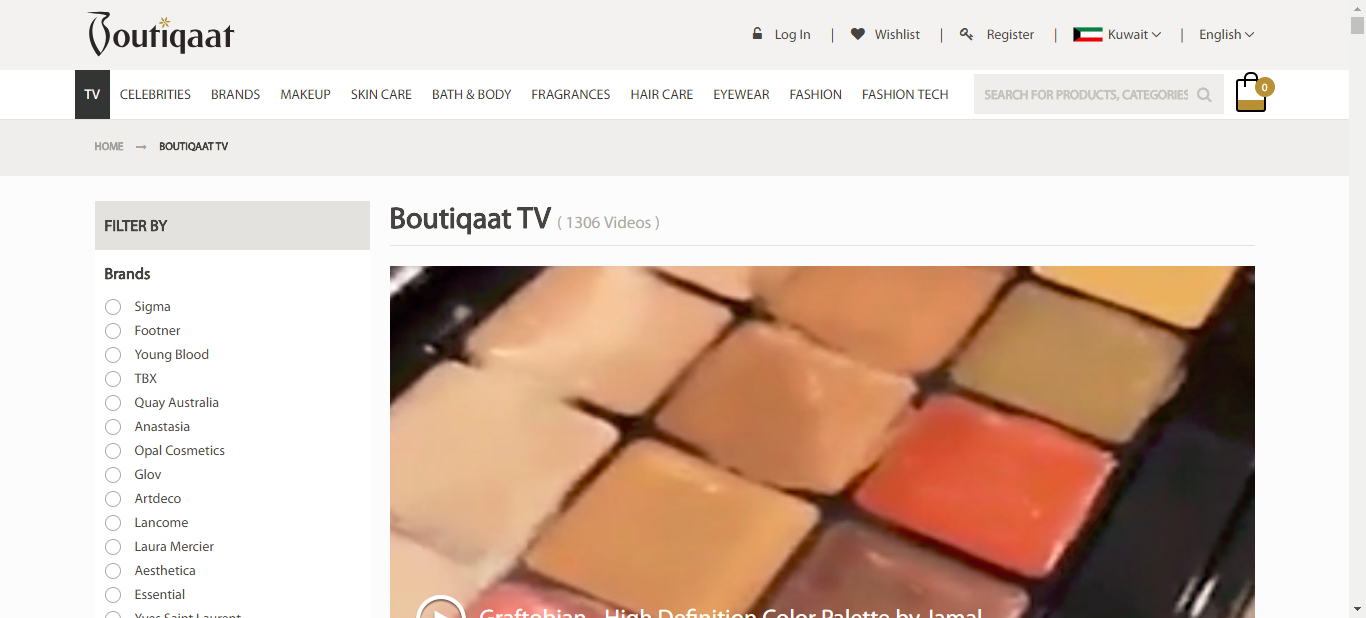 Boutiqaat
Log In | Wishlist | Register | Kuwait | English
TV CELEBRITIES BRANDS MAKEUP SKIN CARE BATH & BODY FRAGRANCES HAIR CARE EYEWEAR FASHION FASHION TECH SEARCH FOR PRODUCTS, CATEGORIES 0
HOME → BOUTIQAAT TV
FILTER BY
Brands
Sigma
Footner
Young Blood
TBX
Quay Australia
Anastasia
Opal Cosmetics
Glov
Artdeco
Lancome
Laura Mercier
Aesthetica
Essential
Yves Saint Laurent
Boutiqaat TV ( 1306 Videos )
Graftobian - High Definition Color Palette by Jamal